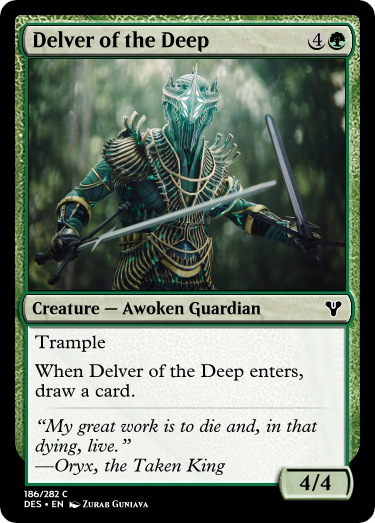 Delver of the Deep 4
Creature — Awoken Guardian
Trample
When Delver of the Deep enters,
draw a card.
“My great work is to die and, in that
dying, live.”
—Oryx, the Taken King
4/4
186/282 C
DES • EN Zurab Guniava